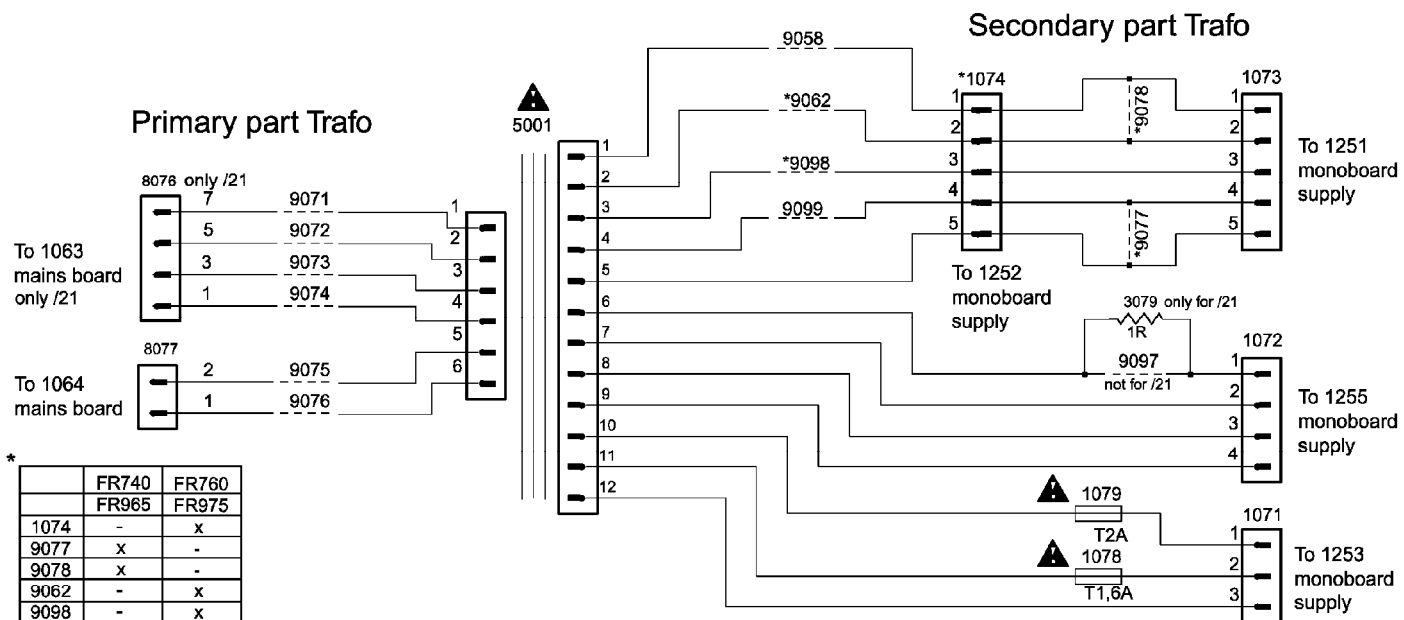 Primary part Trafo
Secondary part Trafo
8076 only /21
7 9071 1
5 9072 2
3 9073 3
1 9074 4
5
6
To 1063
mains board
only /21
8077
2 9075
1 9076
To 1064
mains board
5001
1
2
3
4
5
6
7
8
9
10
11
12
9058
*9062
*9098
9099
*1074
1
2
3
4
5
To 1252
monoboard
supply
*9078
*9077
1073
1
2
3
4
5
To 1251
monoboard
supply
3079 only for /21
1R
9097
not for /21
1072
1
2
3
4
To 1255
monoboard
supply
1079
T2A
1078
T1,6A
1071
1
2
3
To 1253
monoboard
supply
*
FR740 FR760
FR965 FR975
1074 - x
9077 x -
9078 x -
9062 - x
9098 - x